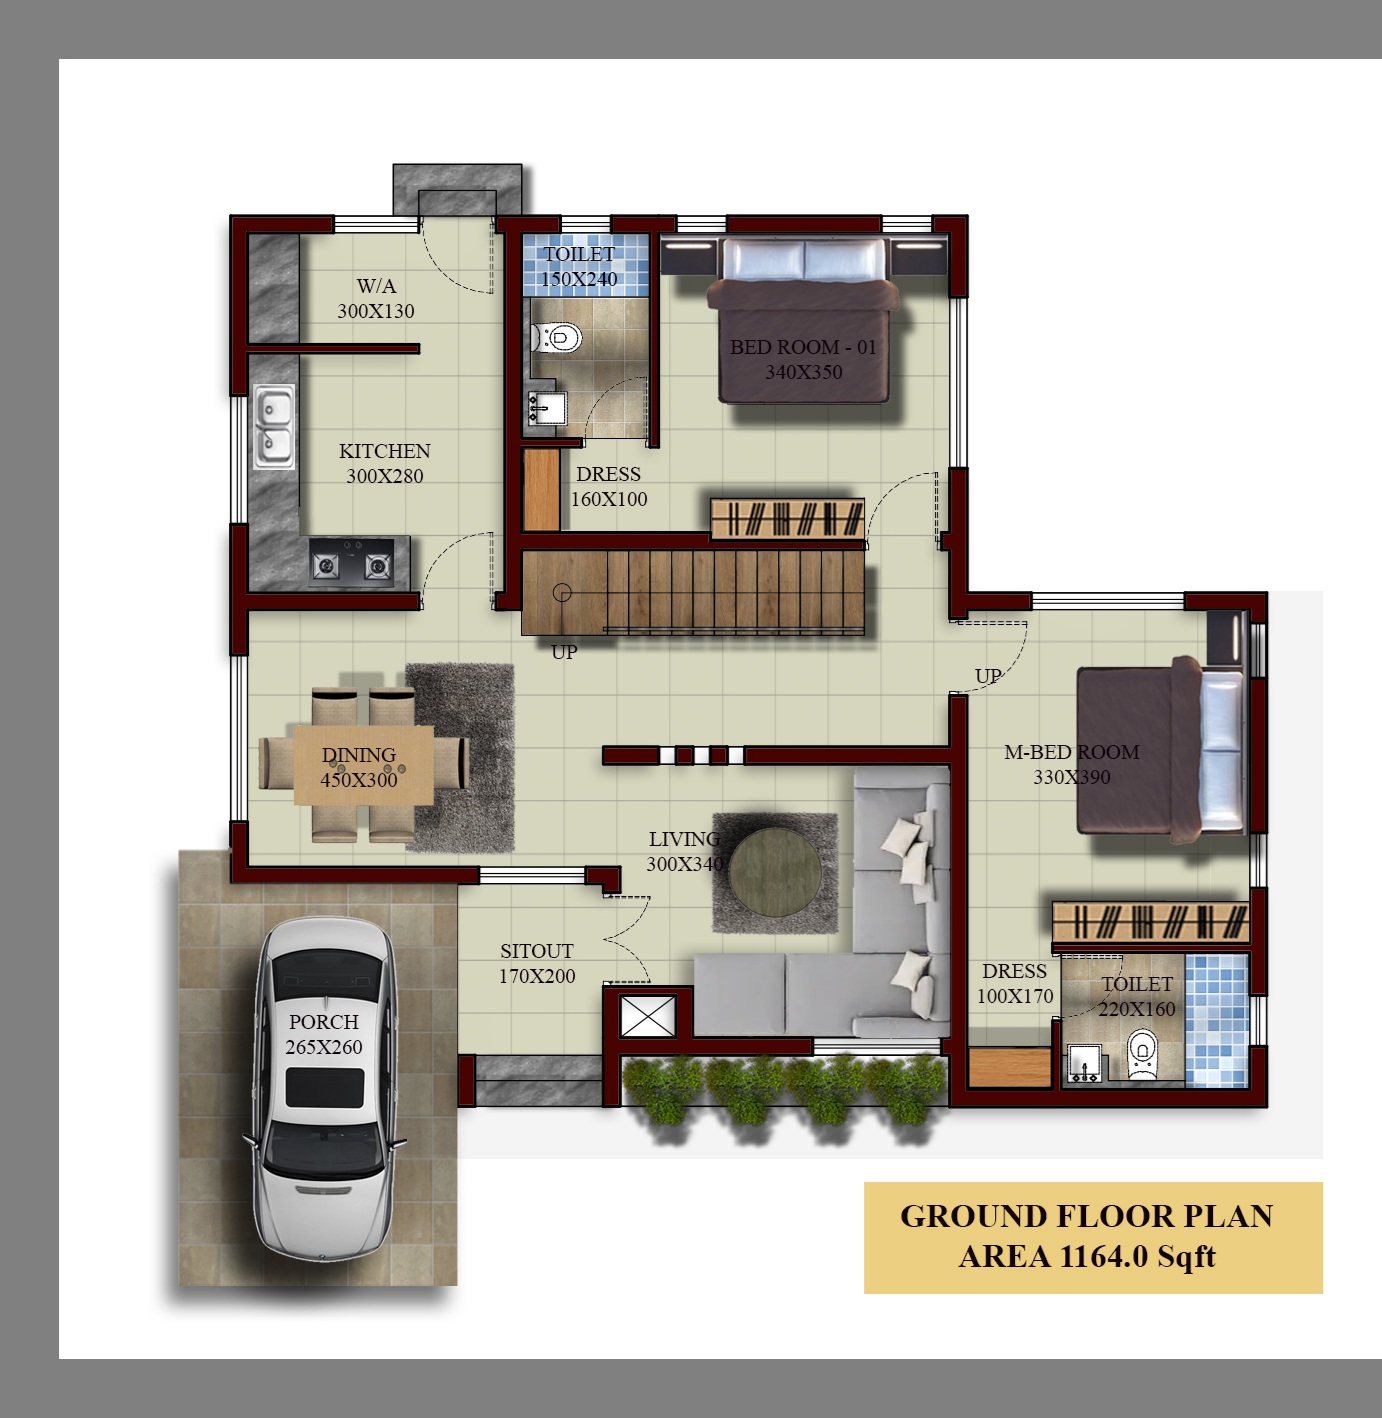 W/A
300X130
TOILET
150X240
BED ROOM - 01
340X350
KITCHEN
300X280
DRESS
160X100
UP
UP
DINING
450X300
M-BED ROOM
330X390
LIVING
300X340
SITOUT
170X200
DRESS
100X170
TOILET
220X160
PORCH
265X260
GROUND FLOOR PLAN
AREA 1164.0 Sqft